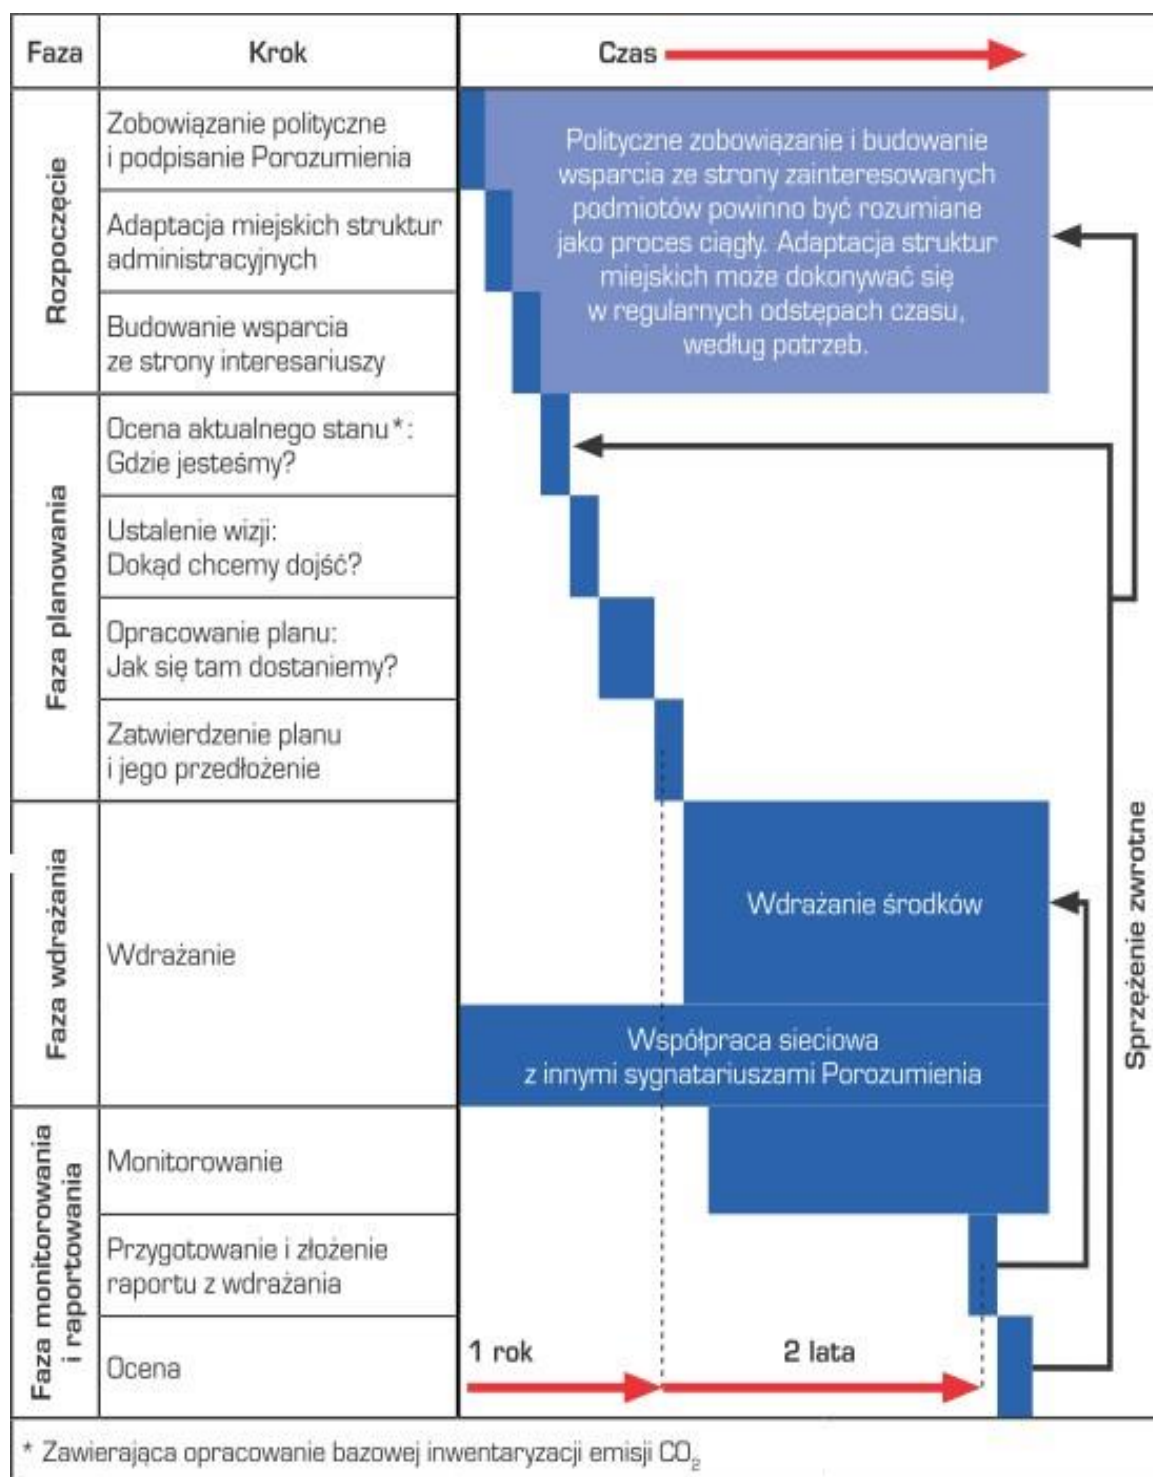 Faza
Krok
Czas
Rozpoczęcie
Zobowiązanie polityczne
i podpisanie Porozumienia
Adaptacja miejskich struktur
administracyjnych
Budowanie wsparcia
ze strony interesariuszy
Polityczne zobowiązanie i budowanie
wsparcia ze strony zainteresowanych
podmiotów powinno być rozumiane
jako proces ciągły. Adaptacja struktur
miejskich może dokonywać się
w regularnych odstępach czasu,
według potrzeb.
Faza planowania
Ocena aktualnego stanu*:
Gdzie jesteśmy?
Ustalenie wizji:
Dokąd chcemy dojść?
Opracowanie planu:
Jak się tam dostaniemy?
Zatwierdzenie planu
i jego przedłożenie
Faza wdrażania
Wdrażanie
Wdrażanie środków
Współpraca sieciowa
z innymi sygnatariuszami Porozumienia
Sprzężenie zwrotne
Faza monitorowania
i raportowania
Monitorowanie
Przygotowanie i złożenie
raportu z wdrażania
Ocena
1 rok
2 lata
* Zawierająca opracowanie bazowej inwentaryzacji emisji CO₂